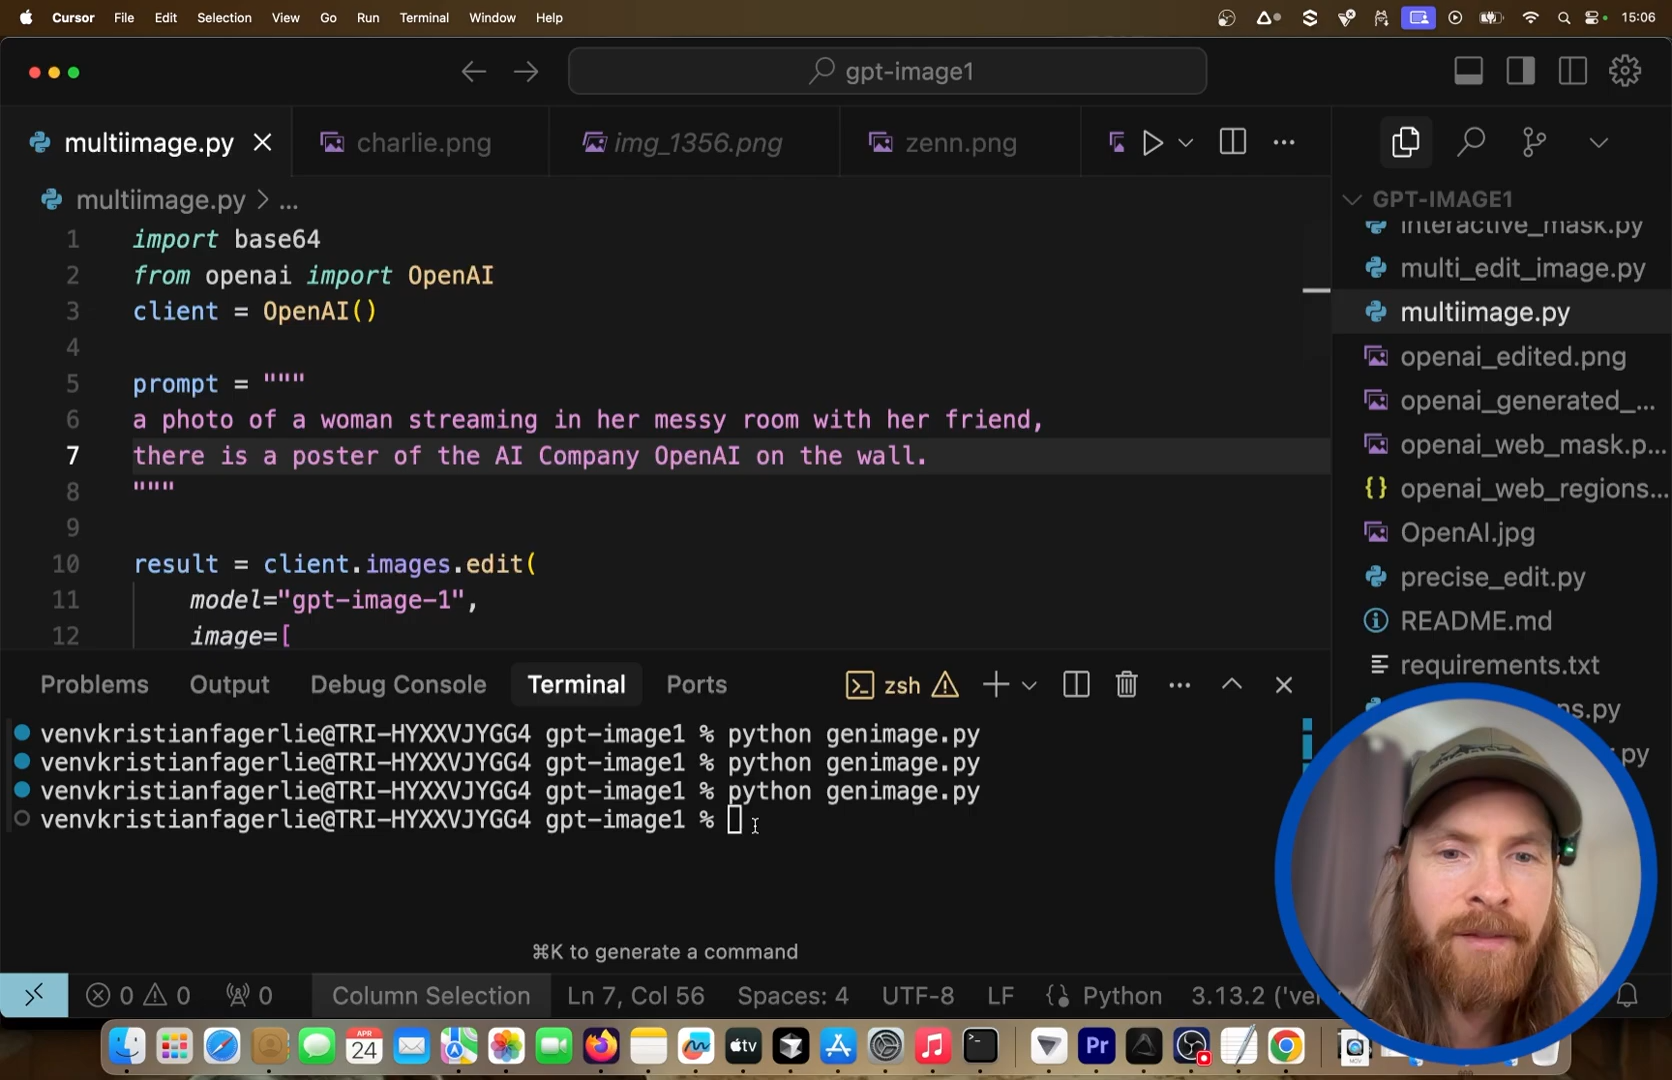 Cursor File Edit Selection View Go Run Terminal Window Help 15:06
gpt-image1
multiimage.py charlie.png img_1356.png zenn.png
multiimage.py > ...
GPT-IMAGE1
interactive_mask.py
multi_edit_image.py
multiimage.py
openai_edited.png
openai_generated_...
openai_web_mask.p...
openai_web_regions...
OpenAI.jpg
precise_edit.py
README.md
requirements.txt
ns.py
py
1 import base64
2 from openai import OpenAI
3 client = OpenAI()
4
5 prompt = """
6 a photo of a woman streaming in her messy room with her friend,
7 there is a poster of the AI Company OpenAI on the wall.
8 """
9
10 result = client.images.edit(
11 model="gpt-image-1",
12 image=[
Problems Output Debug Console Terminal Ports zsh
venvkristianfagerlie@TRI-HYXXVJYGG4 gpt-image1 % python genimage.py
venvkristianfagerlie@TRI-HYXXVJYGG4 gpt-image1 % python genimage.py
venvkristianfagerlie@TRI-HYXXVJYGG4 gpt-image1 % python genimage.py
venvkristianfagerlie@TRI-HYXXVJYGG4 gpt-image1 %
⌘K to generate a command
0 0 0 Column Selection Ln 7, Col 56 Spaces: 4 UTF-8 LF Python 3.13.2 ('ver
APR
24
tv
Pr